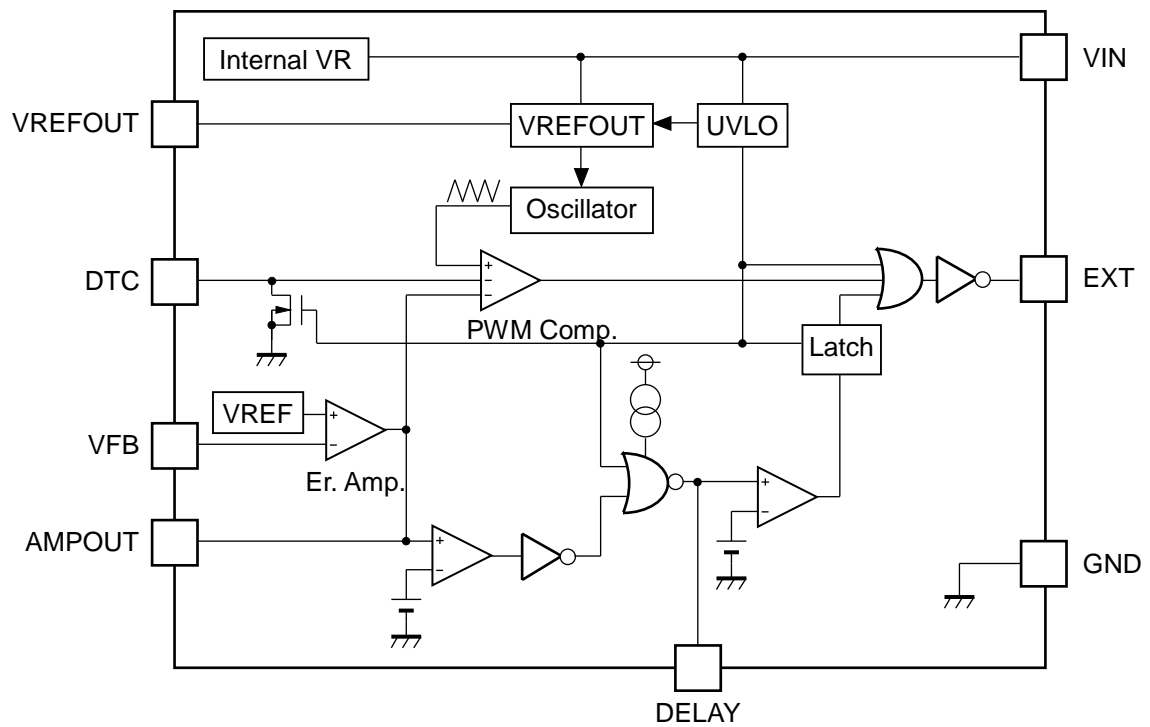 Internal VR
VIN
VREFOUT
VREFOUT
UVLO
Oscillator
+
−
−
DTC
EXT
PWM Comp.
Latch
VREF
+
−
VFB
Er. Amp.
+
−
AMPOUT
+
−
GND
DELAY